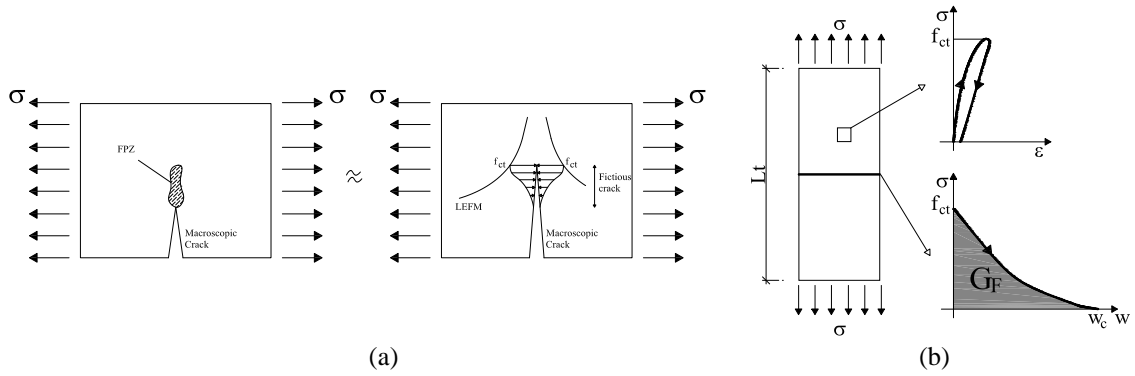 σ
σ
FPZ
Macroscopic
Crack
≈
σ
σ
f_ct
f_ct
Fictious
crack
LEFM
Macroscopic
Crack
(a)
σ
Lt
σ
σ
f_ct
ε
σ
f_ct
G_F
w_c w
(b)